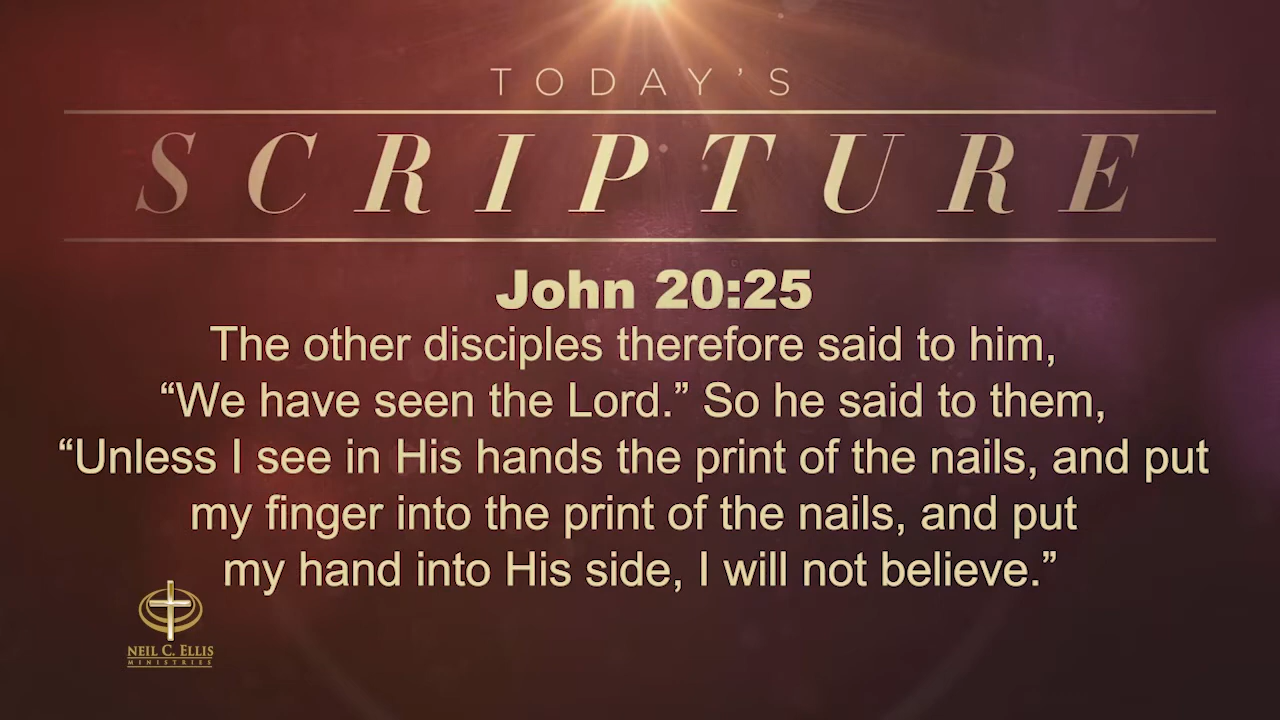 TODAY’S
SCRIPTURE
John 20:25
The other disciples therefore said to him,
“We have seen the Lord.” So he said to them,
“Unless I see in His hands the print of the nails, and put
my finger into the print of the nails, and put
my hand into His side, I will not believe.”
NEIL C. ELLIS
MINISTRIES